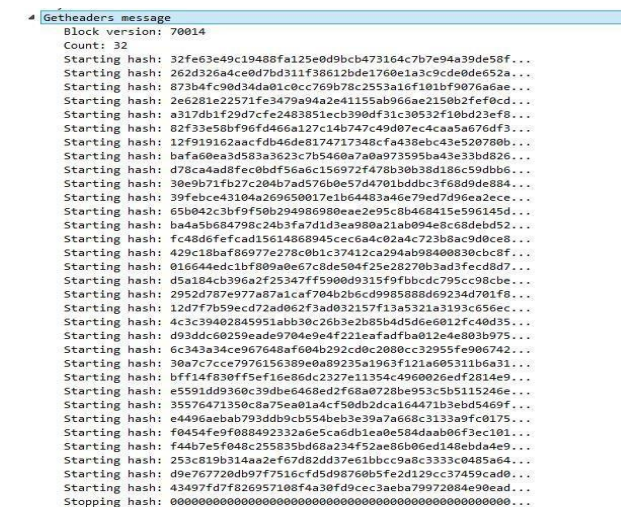 Getheaders message
Block version: 70014
Count: 32
Starting hash: 32fe63e49c19488fa125e0d9bcb473164c7b7e94a39de58f...
Starting hash: 262d326a4ce0d7bd311f38612bde1760e1a3c9cde0de652a...
Starting hash: 873b4fc90d34da01c0cc769b78c2553a16f101bf9076a6ae...
Starting hash: 2e6281e22571fe3479a94a2e41155ab966ae2150b2fef0cd...
Starting hash: a317db1f29d7cfe2483851ecb390df31c30532f10bd23ef8...
Starting hash: 82f33e58bf96fd466a127c14b747c49d07ec4caa5a676df3...
Starting hash: 12f919162aacfdb46de8174717348cfa438ebc43e520780b...
Starting hash: bafa60ea3d583a3623c7b5460a7a0a973595ba43e33bd826...
Starting hash: d78ca4ad8fec0bdf56a6c156972f478b30b38d186c59dbb6...
Starting hash: 30e9b71fb27c204b7ad576b0e57d4701bddbc3f68d9de884...
Starting hash: 39febce43104a269650017e1b64483a46e79ed7d96ea2ece...
Starting hash: 65b042c3bf9f50b294986980eae2e95c8b468415e596145d...
Starting hash: ba4a5b684798c24b3fa7d1d3ea980a21ab094e8c68debd52...
Starting hash: fc48d6fefcad15614868945cec6a4c02a4c723b8ac9d0ce8...
Starting hash: 429c18baf86977e278c0b1c37412ca294ab98400830cbc8f...
Starting hash: 016644edc1bf809a0e67c8de504f25e28270b3ad3fecd8d7...
Starting hash: d5a184cb396a2f25347ff5900d9315f9fbbcdc795cc98cbe...
Starting hash: 2952d787e977a87a1caf704b2b6cd9985888d69234d701f8...
Starting hash: 12d7f7b59ecd72ad062f3ad032157f13a5321a3193c656ec...
Starting hash: 4c3c39402845951abb30c26b3e2b85b4d5d6e6012fc40d35...
Starting hash: d93ddc60259eade9704e9e4f221eafadfba012e4e803b975...
Starting hash: 6c343a34ce967648af604b292cd0c2080cc32955fe906742...
Starting hash: 30a7c7cce7976156389e0a89235a1963f121a605311b6a31...
Starting hash: bff14f830ff5ef16e86dc2327e11354c4960026edf2814e9...
Starting hash: e5591dd9360c39dbe6468ed2f68a0728be953c5b5115246e...
Starting hash: 35576471350c8a75ea01a4cf50db2dca164471b3ebd5469f...
Starting hash: e4496aebab793ddb9cb554beb3e39a7a668c3133a9fc0175...
Starting hash: f0454fe9f088492332a6e5ca6db1ea0e584daab06f3ec101...
Starting hash: f44b7e5f048c255835bd68a234f52ae86b06ed148ebda4e9...
Starting hash: 253c819b314aa2ef67d82dd37e61bbcc9a8c3333c0485a64...
Starting hash: d9e767720db97f7516cfd5d98760b5fe2d129cc37459cad0...
Starting hash: 43497fd7f826957108f4a30fd9cec3aeba79972084e90ead...
Stopping hash: 000000000000000000000000000000000000000000000000...